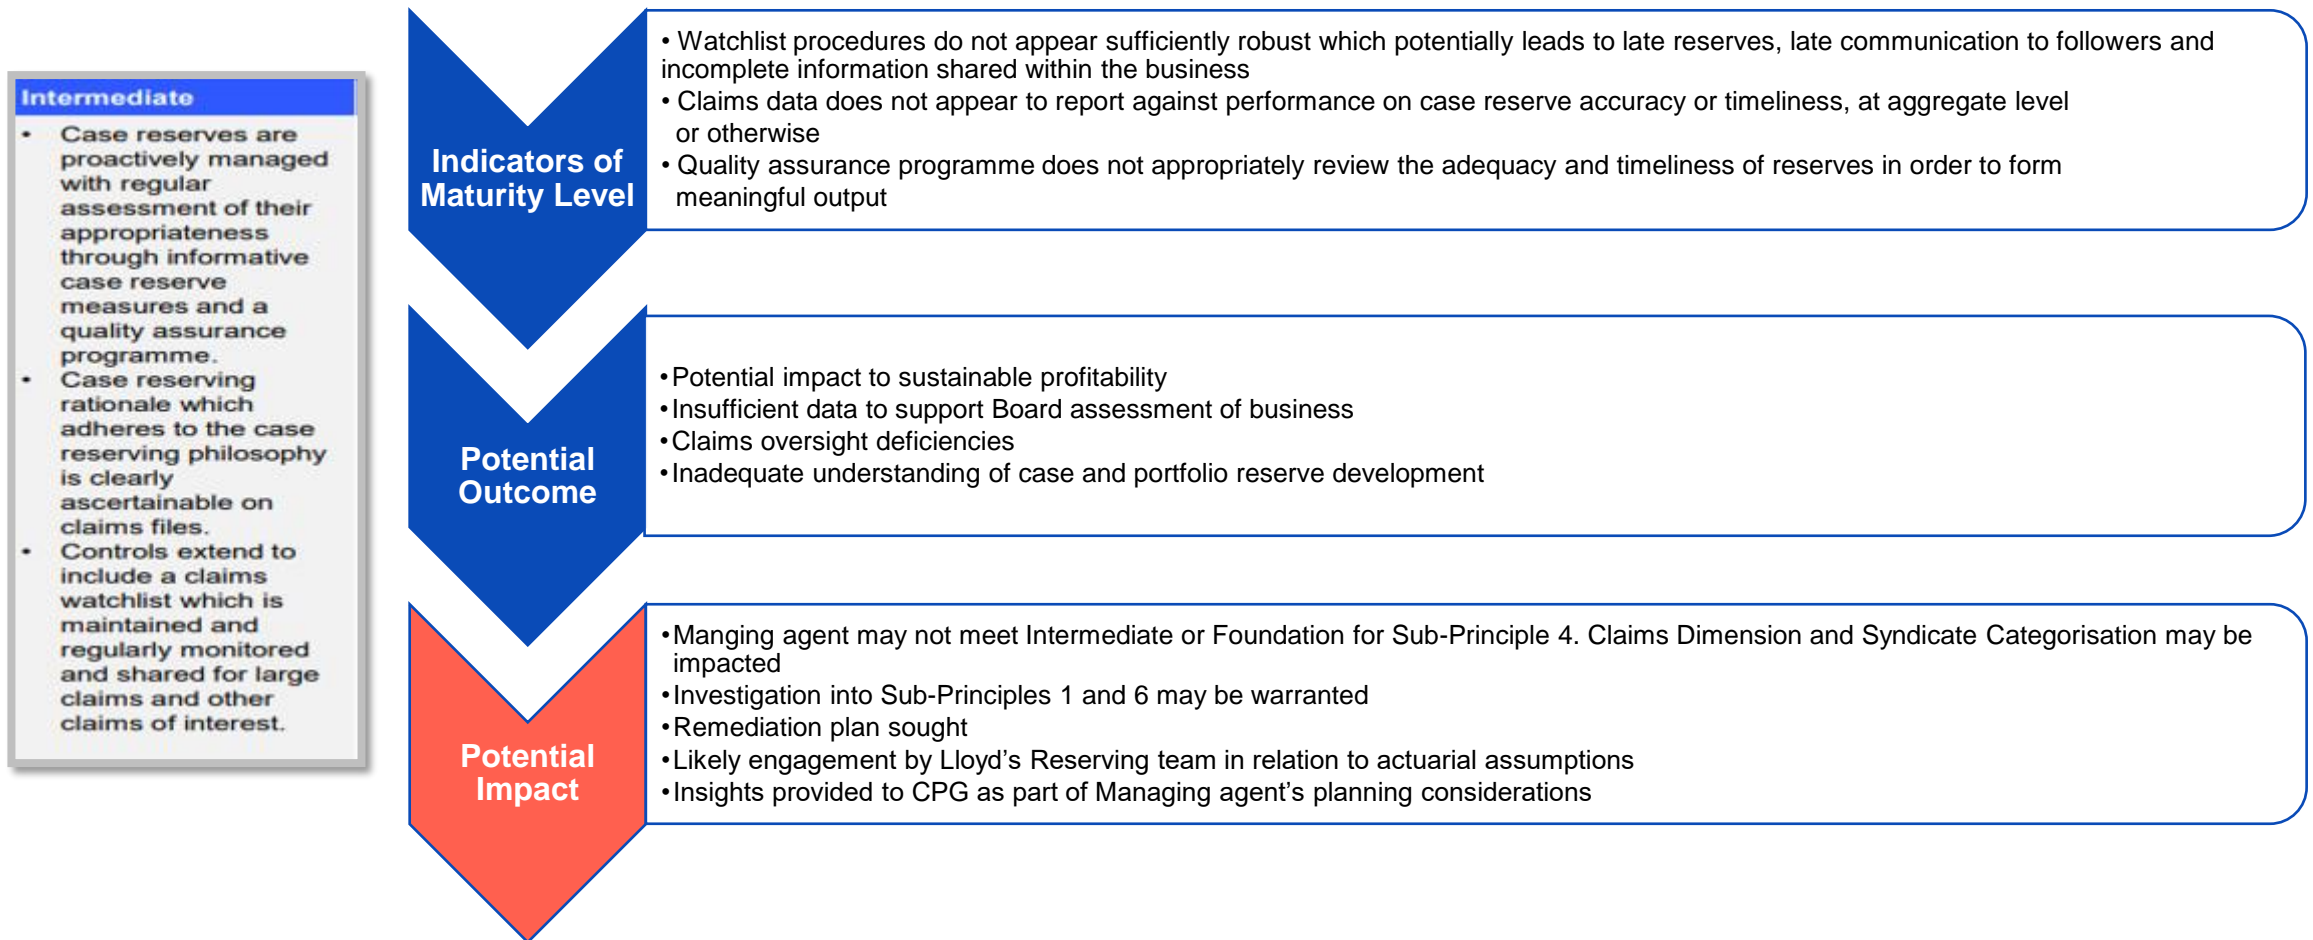 Intermediate
• Case reserves are
proactively managed
with regular
assessment of their
appropriateness
through informative
case reserve
measures and a
quality assurance
programme.
• Case reserving
rationale which
adheres to the case
reserving philosophy
is clearly
ascertainable on
claims files.
• Controls extend to
include a claims
watchlist which is
maintained and
regularly monitored
and shared for large
claims and other
claims of interest.
Indicators of
Maturity Level
• Watchlist procedures do not appear sufficiently robust which potentially leads to late reserves, late communication to followers and
incomplete information shared within the business
• Claims data does not appear to report against performance on case reserve accuracy or timeliness, at aggregate level
or otherwise
• Quality assurance programme does not appropriately review the adequacy and timeliness of reserves in order to form
meaningful output
Potential
Outcome
•Potential impact to sustainable profitability
•Insufficient data to support Board assessment of business
•Claims oversight deficiencies
•Inadequate understanding of case and portfolio reserve development
Potential
Impact
•Manging agent may not meet Intermediate or Foundation for Sub-Principle 4. Claims Dimension and Syndicate Categorisation may be
impacted
•Investigation into Sub-Principles 1 and 6 may be warranted
•Remediation plan sought
•Likely engagement by Lloyd’s Reserving team in relation to actuarial assumptions
•Insights provided to CPG as part of Managing agent’s planning considerations